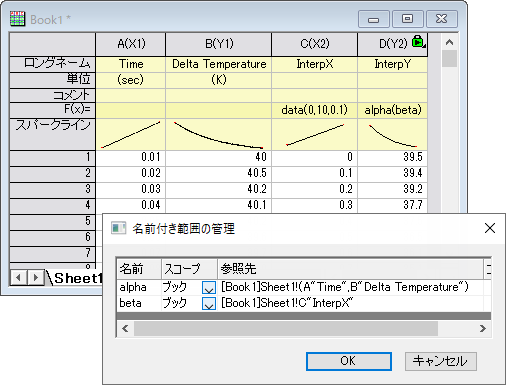 Book1 *
A(X1) B(Y1) C(X2) D(Y2)
ロングネーム Time Delta Temperature InterpX InterpY
単位 (sec) (K)
コメント
F(x)= data(0,10,0.1) alpha(beta)
スパークライン
1 0.01 40 0 39.5
2 0.02 40.5 0.1 39.4
3 0.03 40.2 0.2 39.2
4 0.04 40.1 0.3 37.7
5
6
7
8
Sheet1
名前付き範囲の管理
名前 スコープ 参照先
alpha ブック [Book1]Sheet1!(A"Time",B"Delta Temperature")
beta ブック [Book1]Sheet1!C"InterpX"
OK キャンセル